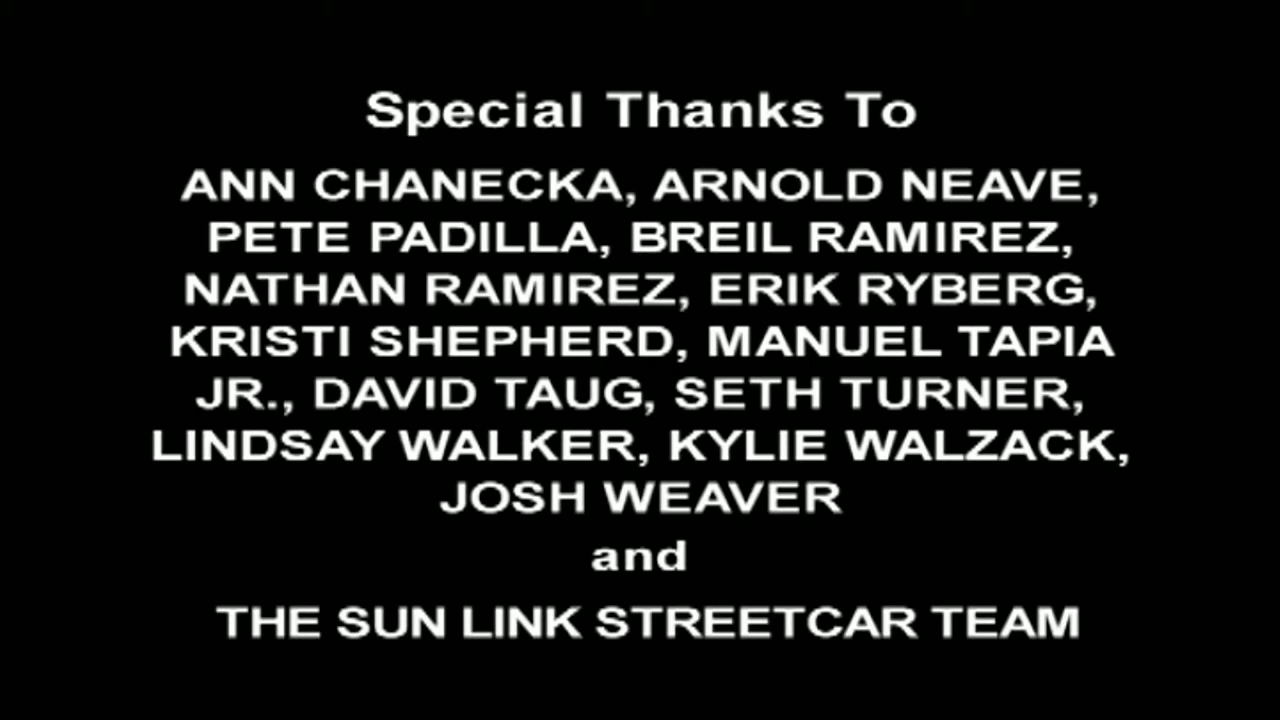 Special Thanks To
ANN CHANECKA, ARNOLD NEAVE,
PETE PADILLA, BREIL RAMIREZ,
NATHAN RAMIREZ, ERIK RYBERG,
KRISTI SHEPHERD, MANUEL TAPIA
JR., DAVID TAUG, SETH TURNER,
LINDSAY WALKER, KYLIE WALZACK,
JOSH WEAVER
and
THE SUN LINK STREETCAR TEAM